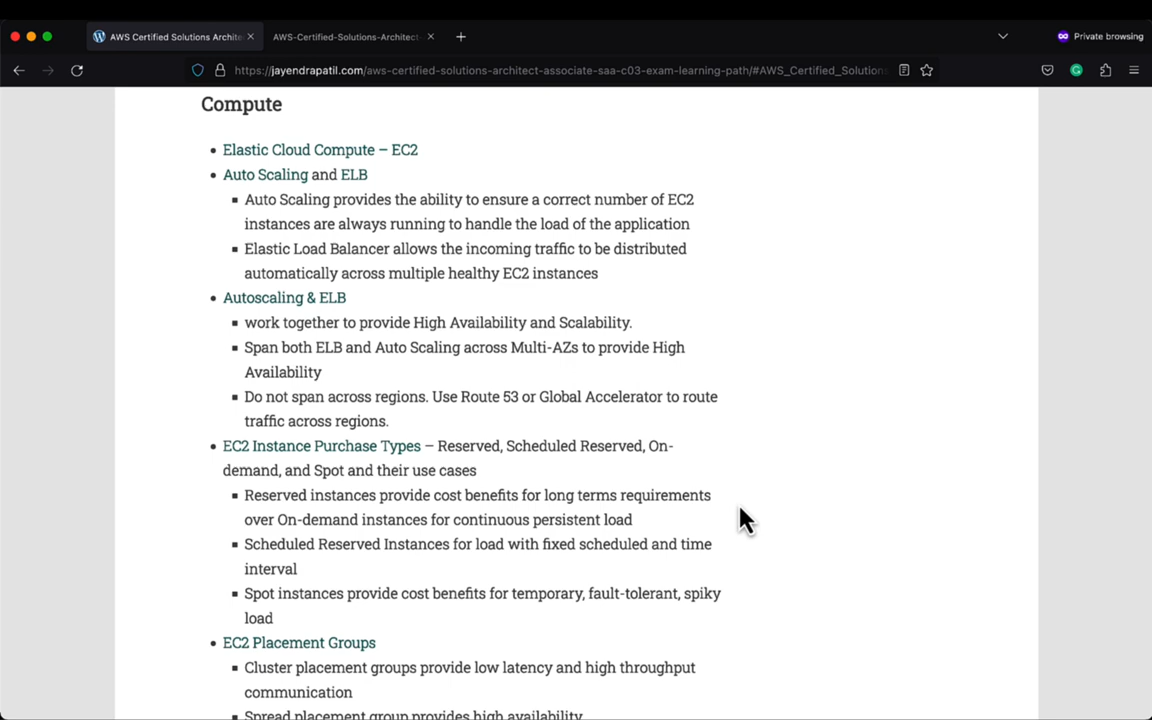 AWS Certified Solutions Archite
AWS-Certified-Solutions-Architect-
Private browsing
https://jayendrapatil.com/aws-certified-solutions-architect-associate-saa-c03-exam-learning-path/#AWS_Certified_Solutions
Compute
• Elastic Cloud Compute – EC2
• Auto Scaling and ELB
▪ Auto Scaling provides the ability to ensure a correct number of EC2
instances are always running to handle the load of the application
▪ Elastic Load Balancer allows the incoming traffic to be distributed
automatically across multiple healthy EC2 instances
• Autoscaling & ELB
▪ work together to provide High Availability and Scalability.
▪ Span both ELB and Auto Scaling across Multi-AZs to provide High
Availability
▪ Do not span across regions. Use Route 53 or Global Accelerator to route
traffic across regions.
• EC2 Instance Purchase Types – Reserved, Scheduled Reserved, On-
demand, and Spot and their use cases
▪ Reserved instances provide cost benefits for long terms requirements
over On-demand instances for continuous persistent load
▪ Scheduled Reserved Instances for load with fixed scheduled and time
interval
▪ Spot instances provide cost benefits for temporary, fault-tolerant, spiky
load
• EC2 Placement Groups
▪ Cluster placement groups provide low latency and high throughput
communication
▪ Spread placement group provides high availability